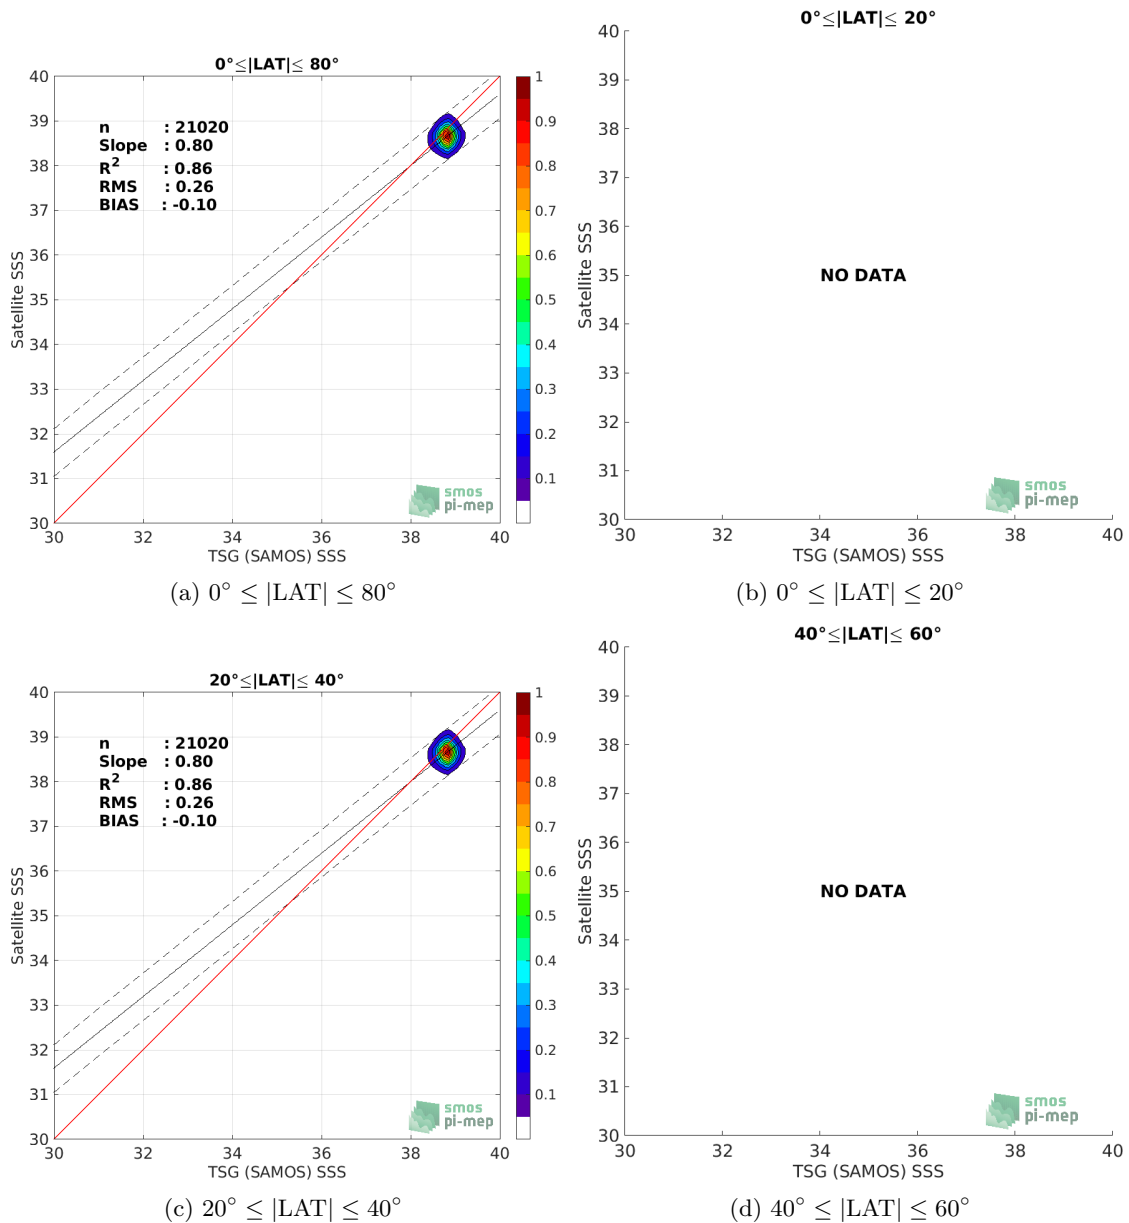 0°≤|LAT|≤ 80°
40
39
38
37
36
35
34
33
32
31
30
Satellite SSS
n : 21020
Slope : 0.80
R² : 0.86
RMS : 0.26
BIAS : -0.10
1
0.9
0.8
0.7
0.6
0.5
0.4
0.3
0.2
0.1
smos
pi-mep
30 32 34 36 38 40
TSG (SAMOS) SSS
(a) 0° ≤ |LAT| ≤ 80°
0°≤|LAT|≤ 20°
40
39
38
37
36
35
34
33
32
31
30
Satellite SSS
NO DATA
smos
pi-mep
30 32 34 36 38 40
TSG (SAMOS) SSS
(b) 0° ≤ |LAT| ≤ 20°
20°≤|LAT|≤ 40°
40
39
38
37
36
35
34
33
32
31
30
Satellite SSS
n : 21020
Slope : 0.80
R² : 0.86
RMS : 0.26
BIAS : -0.10
1
0.9
0.8
0.7
0.6
0.5
0.4
0.3
0.2
0.1
smos
pi-mep
30 32 34 36 38 40
TSG (SAMOS) SSS
(c) 20° ≤ |LAT| ≤ 40°
40°≤|LAT|≤ 60°
40
39
38
37
36
35
34
33
32
31
30
Satellite SSS
NO DATA
smos
pi-mep
30 32 34 36 38 40
TSG (SAMOS) SSS
(d) 40° ≤ |LAT| ≤ 60°